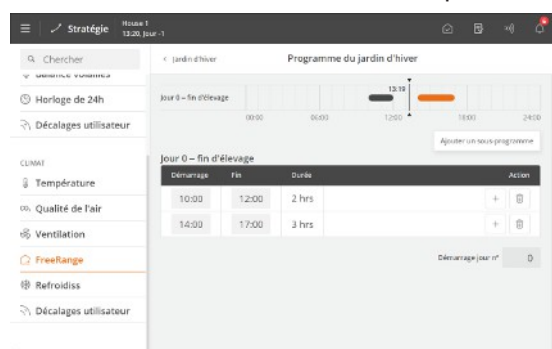 Stratégie
House 1
13:20, Jour -1
6
Chercher
Balance volailles
Horloge de 24h
Décalages utilisateur
CLIMAT
Température
Qualité de l'air
Ventilation
FreeRange
Refroidiss
Décalages utilisateur
< Jardin d'hiver
Programme du jardin d'hiver
Jour 0 – fin d'élevage
13:19
00:00 06:00 12:00 18:00 24:00
Ajouter un sous-programme
Jour 0 – fin d'élevage
Démarrage Fin Durée Action
10:00 12:00 2 hrs +
14:00 17:00 3 hrs +
Démarrage jour n° 0